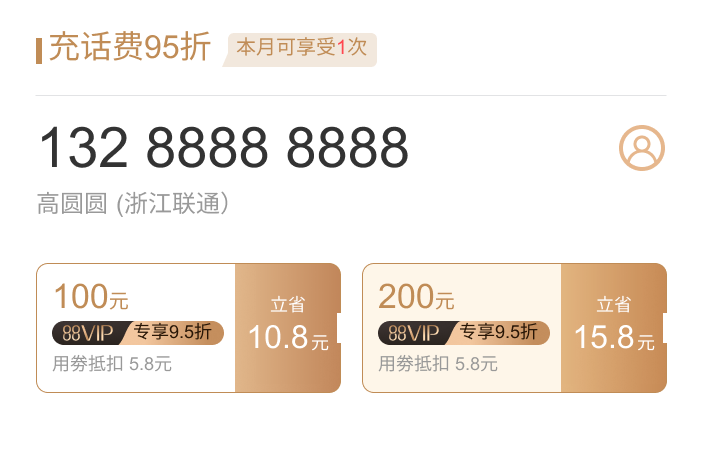 充话费95折 本月可享受1次
132 8888 8888
高圆圆 (浙江联通）
100元
88VIP 专享9.5折
用劵抵扣 5.8元
立省
10.8元
200元
88VIP 专享9.5折
用劵抵扣 5.8元
立省
15.8元